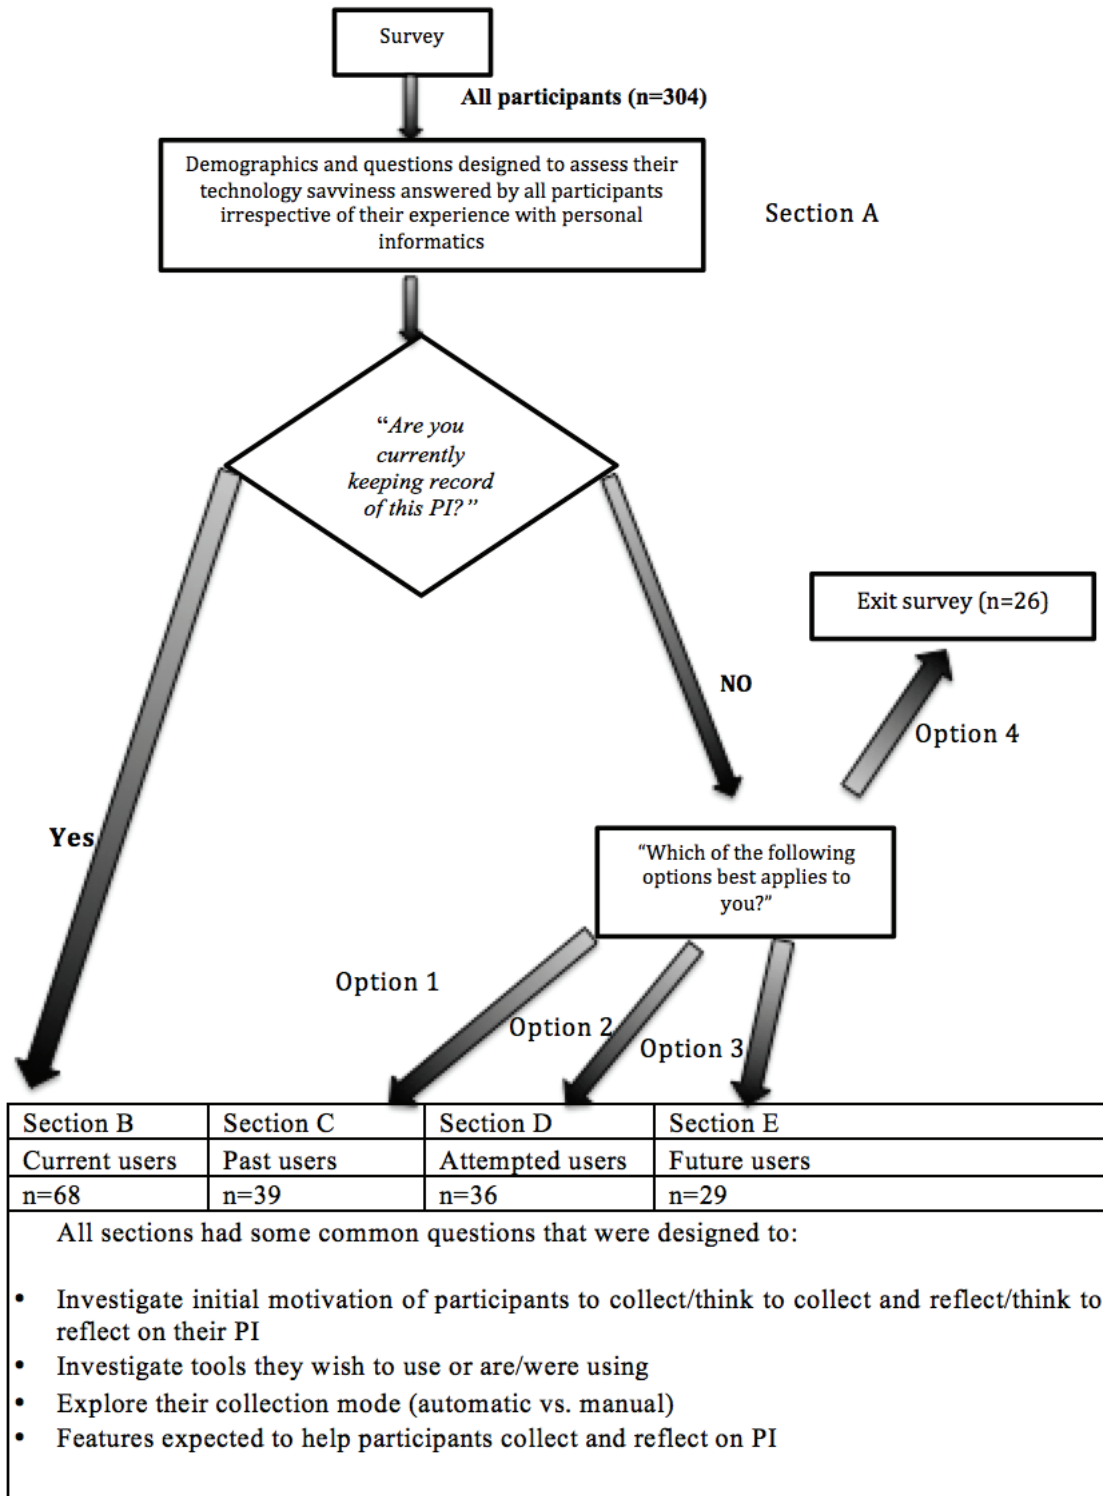 Survey
All participants (n=304)
Demographics and questions designed to assess their
technology savviness answered by all participants
irrespective of their experience with personal
informatics
Section A
“Are you
currently
keeping record
of this PI?”
Exit survey (n=26)
NO
Option 4
Yes
“Which of the following
options best applies to
you?”
Option 1
Option 2
Option 3
Section B Section C Section D Section E
Current users Past users Attempted users Future users
n=68 n=39 n=36 n=29
All sections had some common questions that were designed to:
• Investigate initial motivation of participants to collect/think to collect and reflect/think to
reflect on their PI
• Investigate tools they wish to use or are/were using
• Explore their collection mode (automatic vs. manual)
• Features expected to help participants collect and reflect on PI